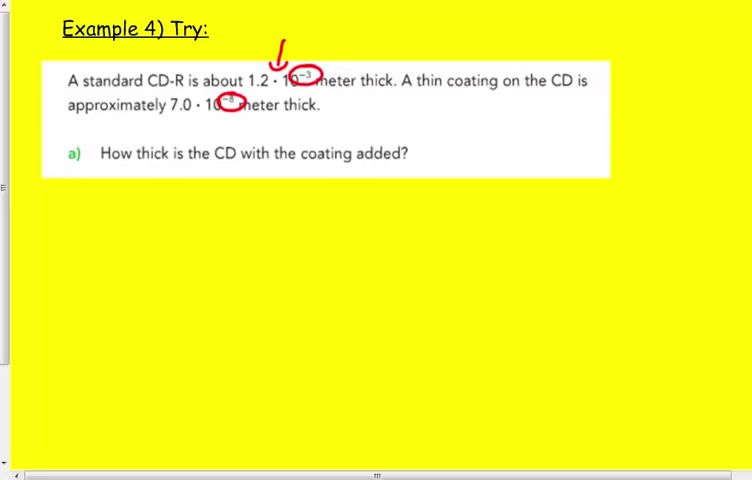 Example 4) Try:
A standard CD-R is about 1.2 · 10⁻³ meter thick. A thin coating on the CD is
approximately 7.0 · 10⁻⁸ meter thick.
a) How thick is the CD with the coating added?